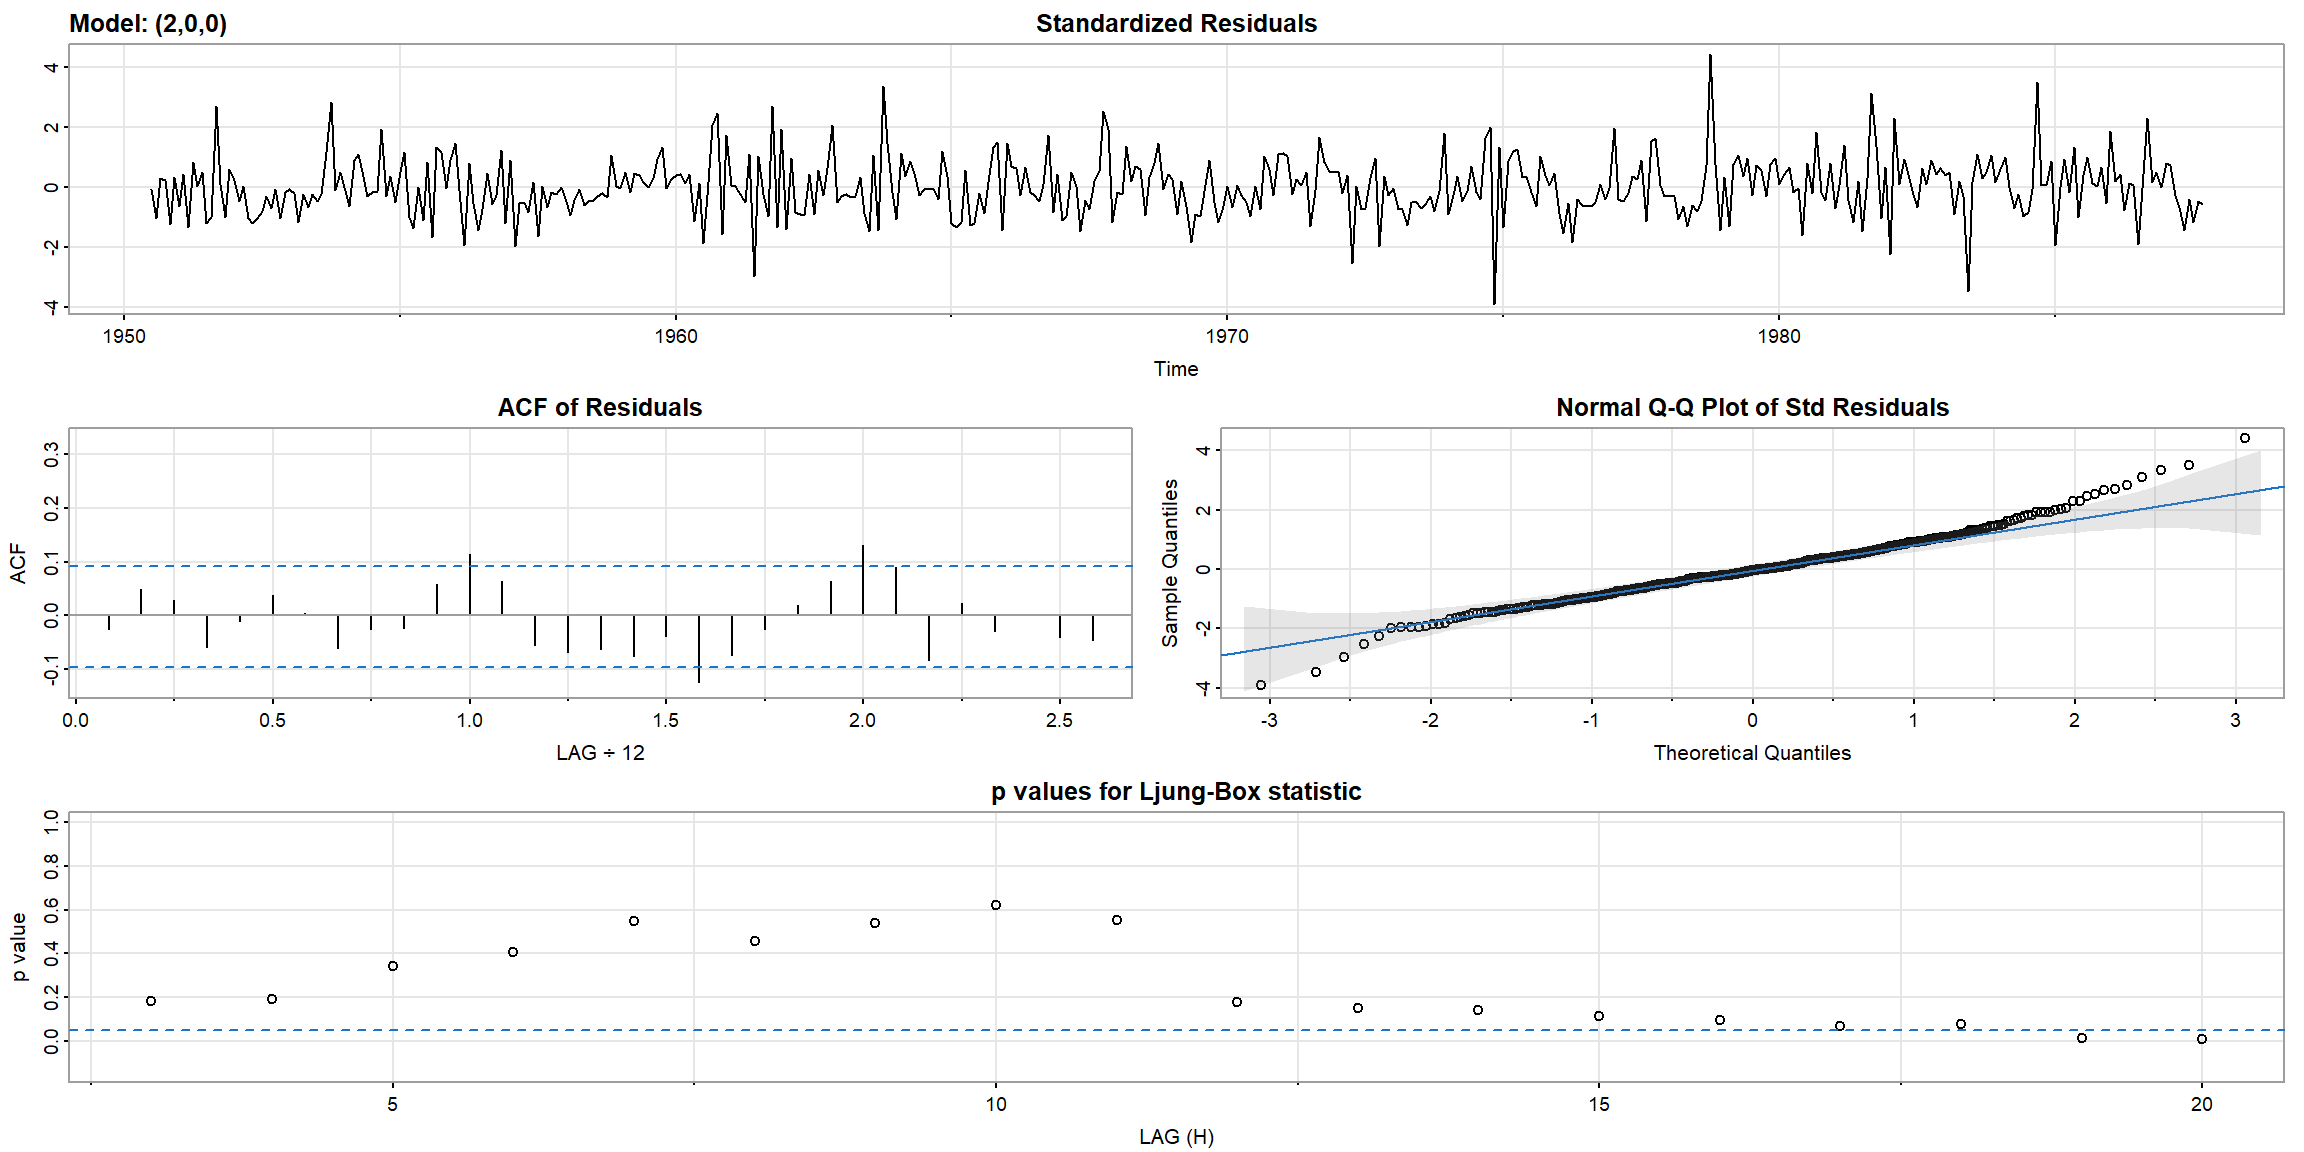 Model: (2,0,0) Standardized Residuals
4
2
0
-2
-4
1950 1960 1970 1980
Time
ACF of Residuals
ACF
0.3
0.2
0.1
0.0
-0.1
0.0 0.5 1.0 1.5 2.0 2.5
LAG ÷ 12
Normal Q-Q Plot of Std Residuals
Sample Quantiles
4
2
0
-2
-4
-3 -2 -1 0 1 2 3
Theoretical Quantiles
p values for Ljung-Box statistic
p value
1.0
0.8
0.6
0.4
0.2
0.0
5 10 15 20
LAG (H)